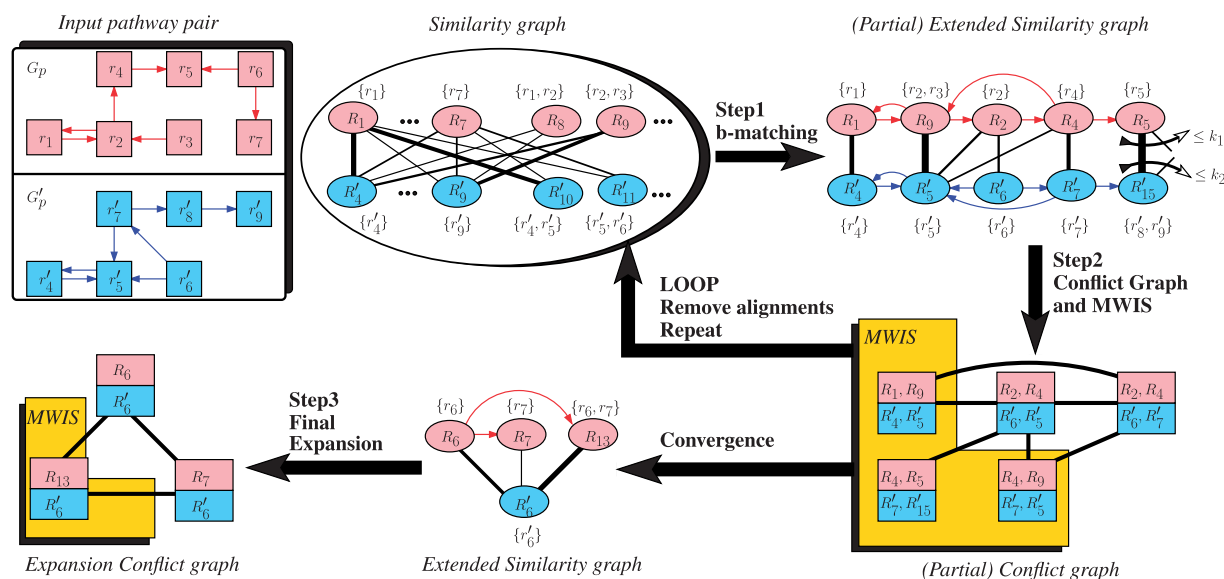 Input pathway pair
Similarity graph
(Partial) Extended Similarity graph
G_p
r_4 r_5 r_6
r_1 r_2 r_3 r_7
G'_p
r'_7 r'_8 r'_9
r'_4 r'_5 r'_6
{r_1} {r_7} {r_1, r_2} {r_2, r_3}
R_1 ••• R_7 R_8 R_9 •••
R'_4 ••• R'_9 R'_10 R'_11 •••
{r'_4} {r'_9} {r'_4, r'_5} {r'_5, r'_6}
Step1
b-matching
{r_1} {r_2, r_3} {r_2} {r_4} {r_5}
R_1 R_9 R_2 R_4 R_5
≤ k_1
≤ k_2
R'_4 R'_5 R'_6 R'_7 R'_15
{r'_4} {r'_5} {r'_6} {r'_7} {r'_8, r'_9}
Step2
Conflict Graph
and MWIS
LOOP
Remove alignments
Repeat
MWIS
R_1, R_9 R_2, R_4 R_2, R_4
R'_4, R'_5 R'_6, R'_5 R'_6, R'_7
R_4, R_5 R_4, R_9
R'_7, R'_15 R'_7, R'_5
(Partial) Conflict graph
Convergence
{r_6} {r_7} {r_6, r_7}
R_6 R_7 R_13
R'_6
{r'_6}
Extended Similarity graph
Step3
Final
Expansion
R_6
R'_6
MWIS
R_13 R_7
R'_6 R'_6
Expansion Conflict graph